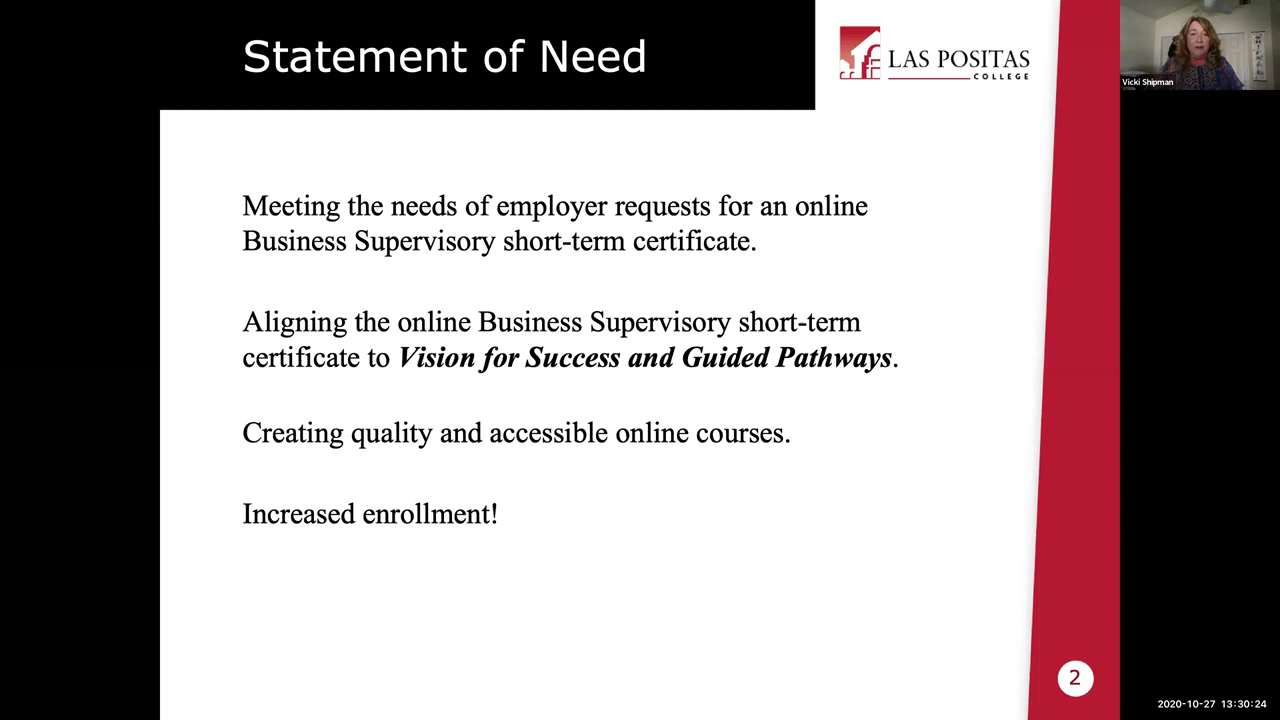 Statement of Need
LAS POSITAS
COLLEGE
Vicki Shipman
Meeting the needs of employer requests for an online
Business Supervisory short-term certificate.
Aligning the online Business Supervisory short-term
certificate to Vision for Success and Guided Pathways.
Creating quality and accessible online courses.
Increased enrollment!
2
2020-10-27 13:30:24